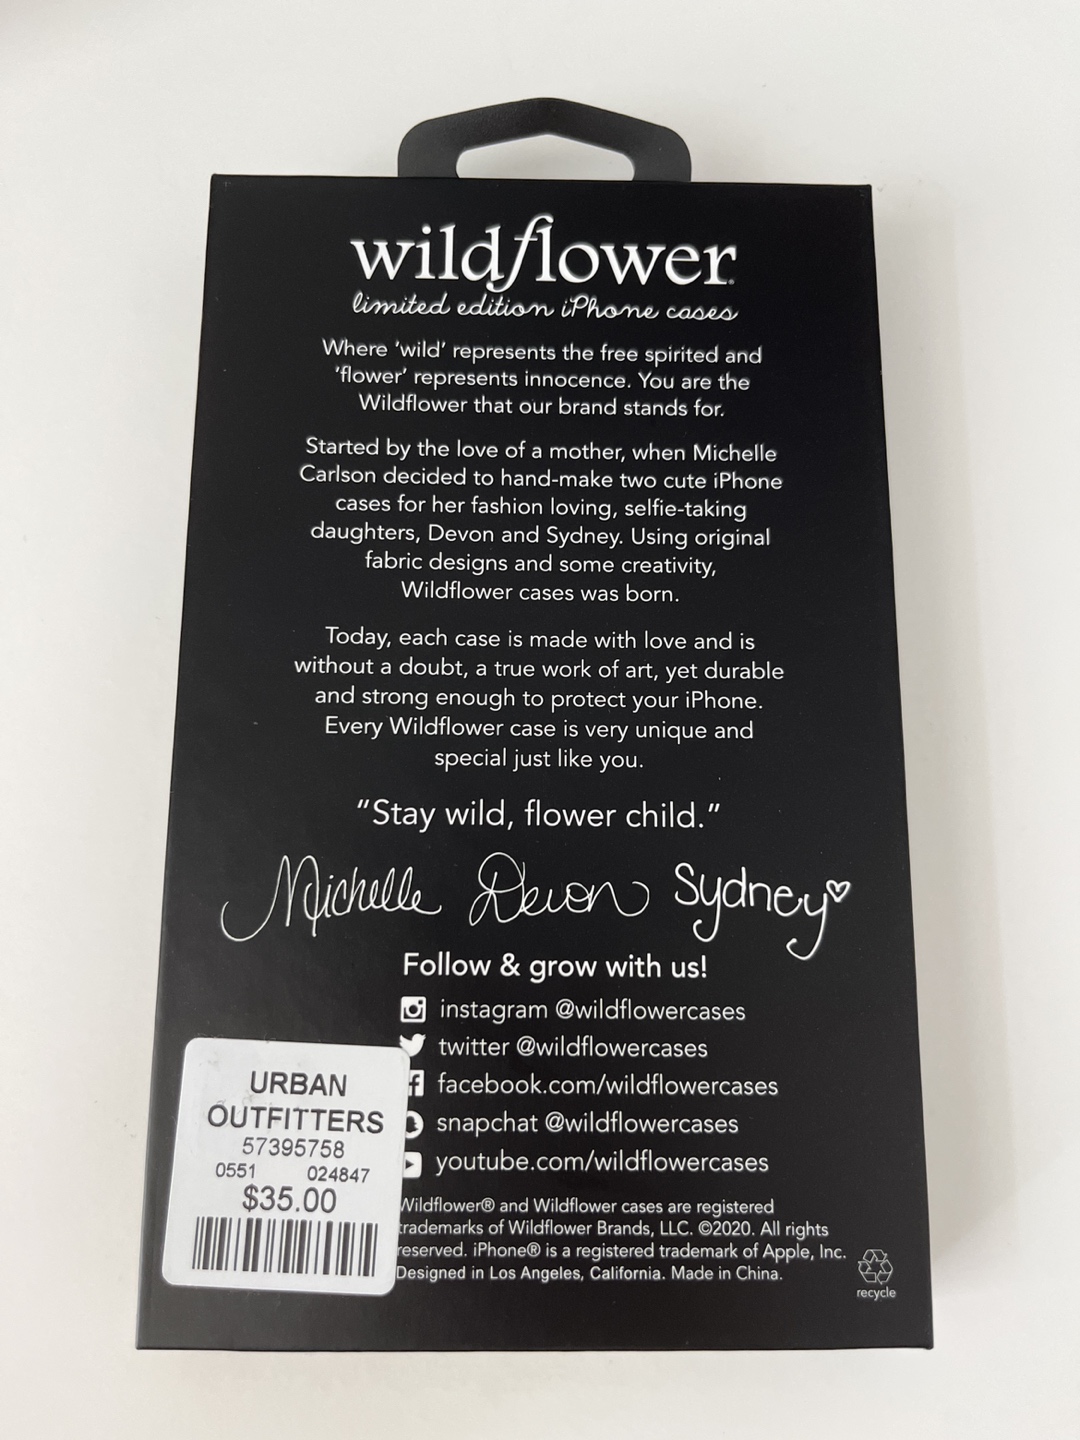 wildflower®
limited edition iPhone cases
Where 'wild' represents the free spirited and
'flower' represents innocence. You are the
Wildflower that our brand stands for.
Started by the love of a mother, when Michelle
Carlson decided to hand-make two cute iPhone
cases for her fashion loving, selfie-taking
daughters, Devon and Sydney. Using original
fabric designs and some creativity,
Wildflower cases was born.
Today, each case is made with love and is
without a doubt, a true work of art, yet durable
and strong enough to protect your iPhone.
Every Wildflower case is very unique and
special just like you.
"Stay wild, flower child."
Michelle Devon Sydney
Follow & grow with us!
instagram @wildflowercases
twitter @wildflowercases
facebook.com/wildflowercases
snapchat @wildflowercases
youtube.com/wildflowercases
URBAN
OUTFITTERS
57395758
0551 024847
$35.00
Wildflower® and Wildflower cases are registered
trademarks of Wildflower Brands, LLC. ©2020. All rights
reserved. iPhone® is a registered trademark of Apple, Inc.
Designed in Los Angeles, California. Made in China.
recycle